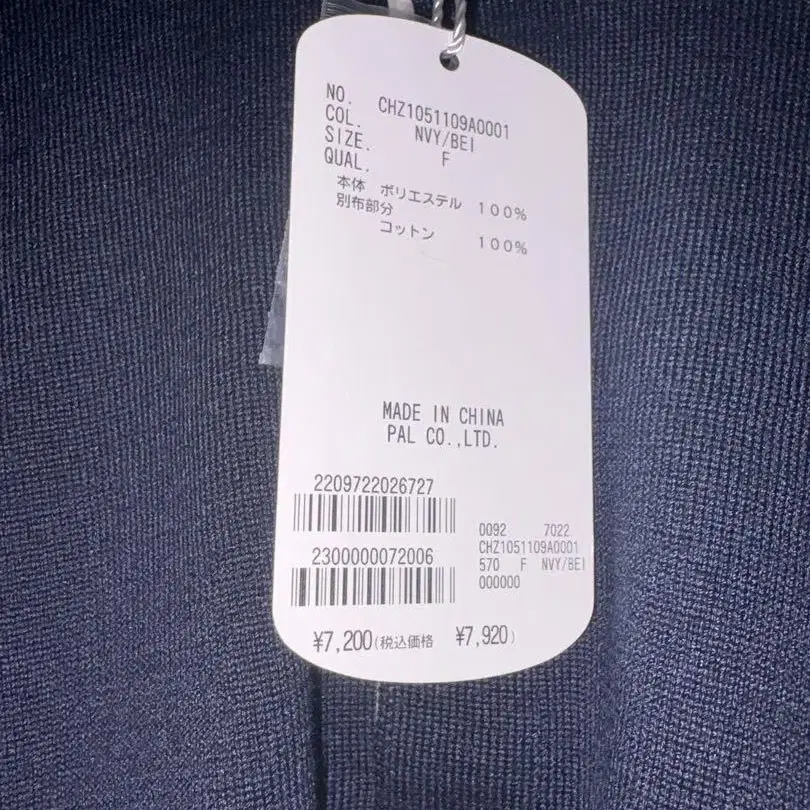 NO. CHZ1051109A0001
COL. NVY/BEI
SIZE. F
QUAL.
本体 ポリエステル 100%
別布部分
コットン 100%
MADE IN CHINA
PAL CO.,LTD.
2209722026727
2300000072006
0092 7022
CHZ1051109A0001
570 F NVY/BEI
000000
¥7,200(税込価格 ¥7,920)